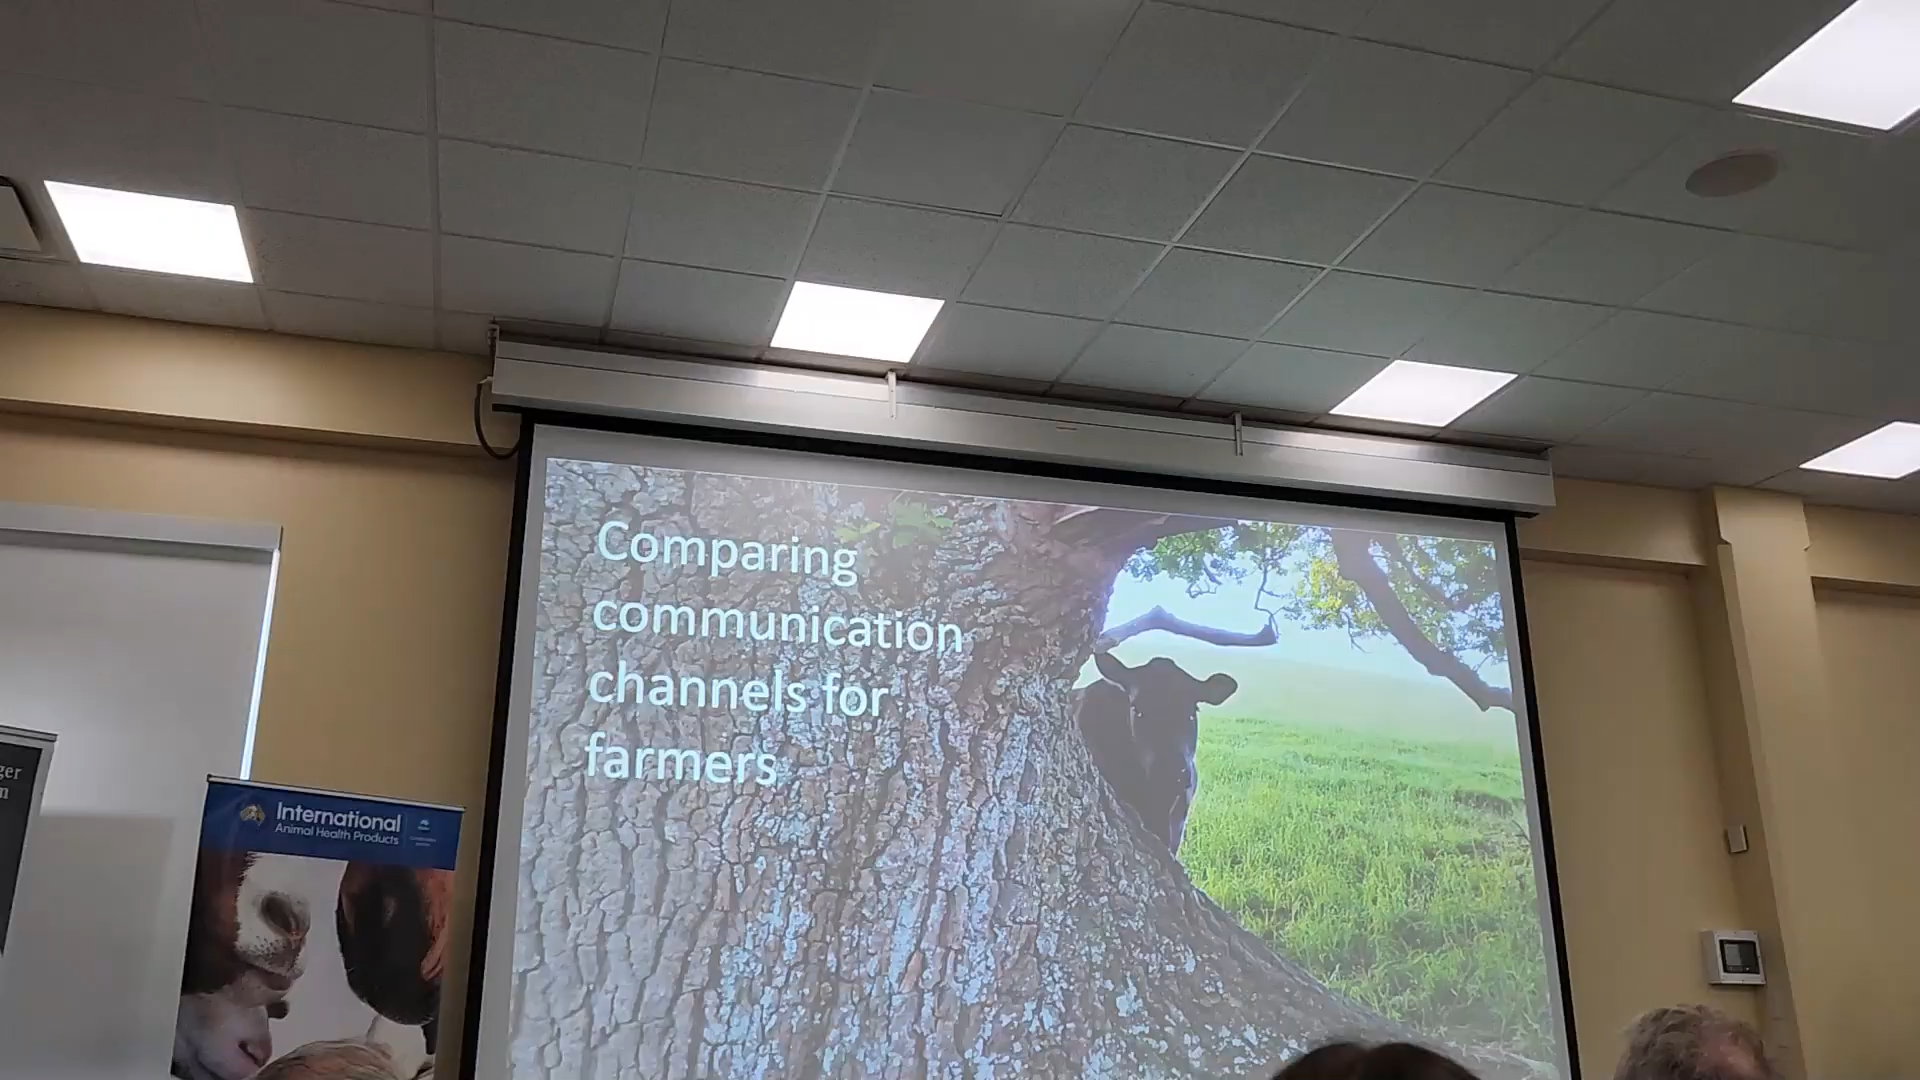 Comparing
communication
channels for
farmers
International
Animal Health Products